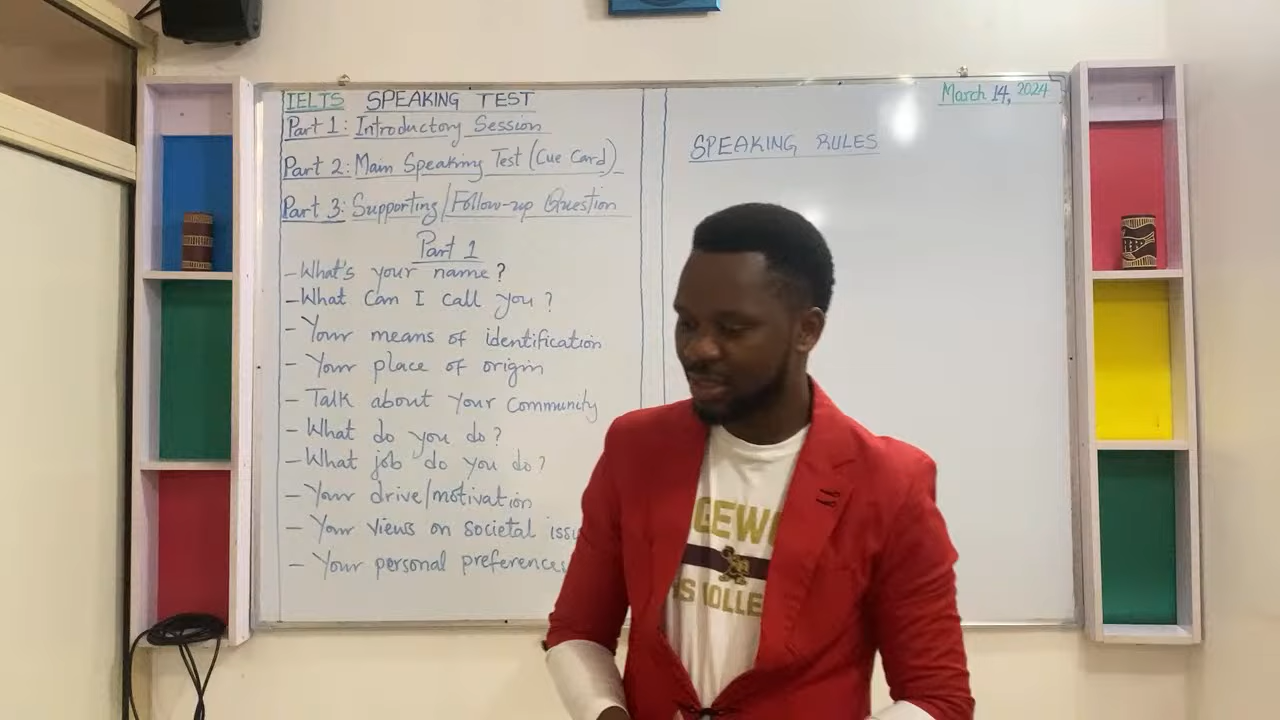 IELTS SPEAKING TEST
Part 1: Introductory Session
Part 2: Main Speaking Test (Cue Card)
Part 3: Supporting/Follow-up Question
Part 1
- What's your name?
- What can I call you?
- Your means of identification
- Your place of origin
- Talk about your community
- What do you do?
- What job do you do?
- Your drive/motivation
- Your views on societal
- Your personal preferences
March 14, 2024
SPEAKING RULES